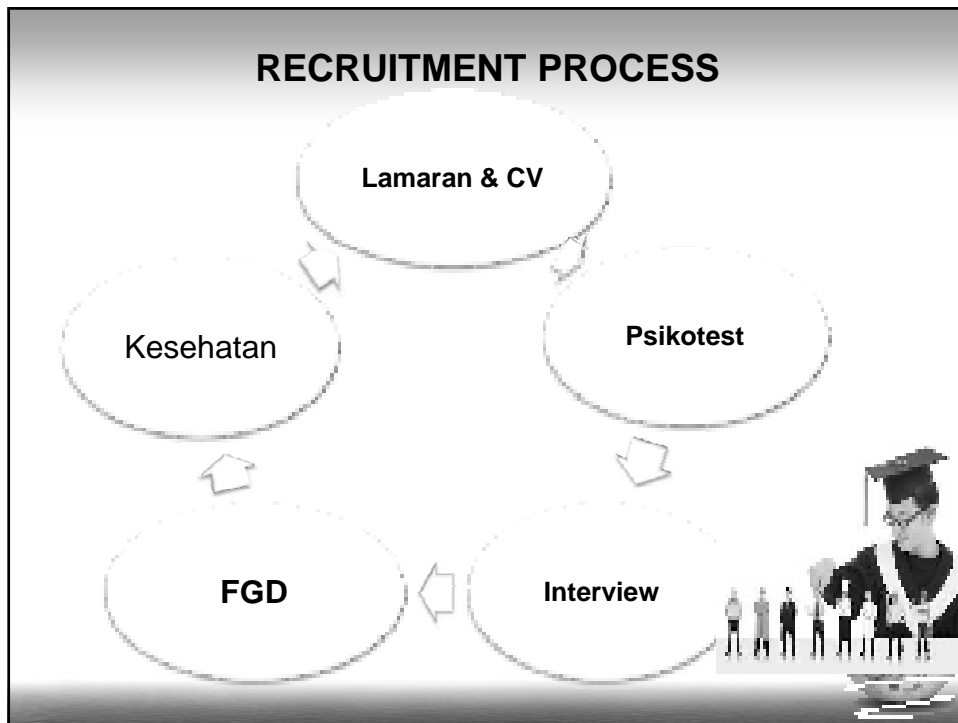 RECRUITMENT PROCESS
Lamaran & CV
Psikotest
Interview
FGD
Kesehatan